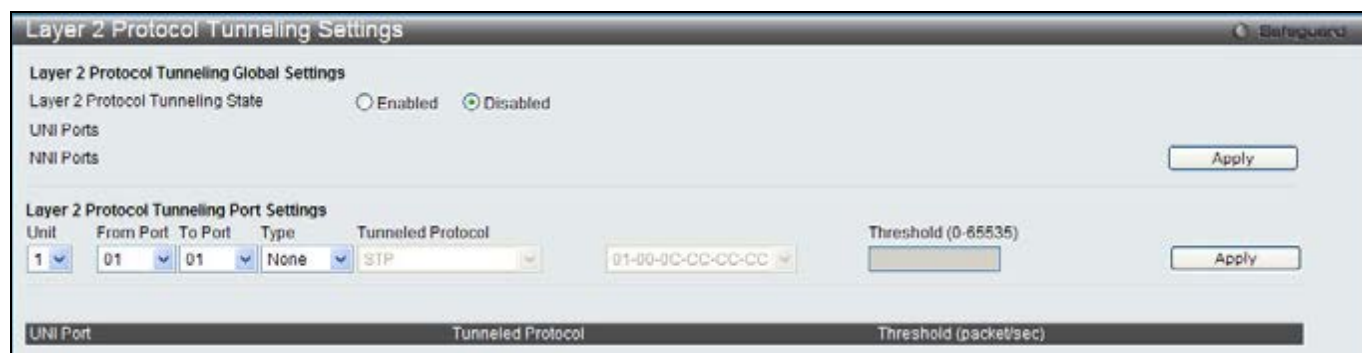 Layer 2 Protocol Tunneling Settings
Safeguard
Layer 2 Protocol Tunneling Global Settings
Layer 2 Protocol Tunneling State Enabled Disabled
UNI Ports
NNI Ports Apply
Layer 2 Protocol Tunneling Port Settings
Unit From Port To Port Type Tunneled Protocol Threshold (0-65535)
1 01 01 None STP 01-00-0C-CC-CC-CC Apply
UNI Port Tunneled Protocol Threshold (packet/sec)